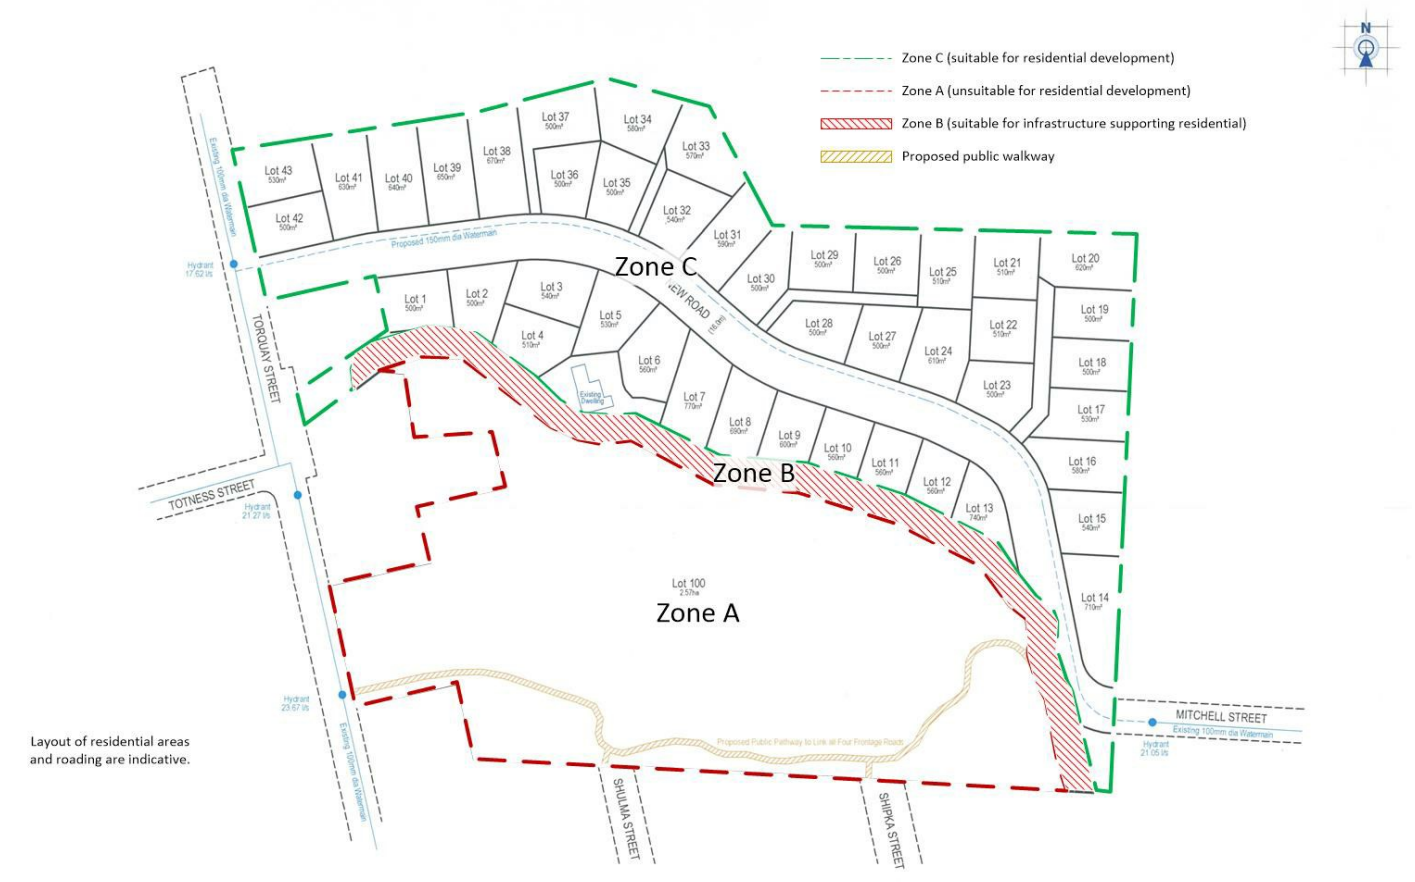 N
Zone C (suitable for residential development)
Zone A (unsuitable for residential development)
Zone B (suitable for infrastructure supporting residential)
Proposed public walkway
Lot 37
500m²
Lot 34
580m²
Lot 33
570m²
Lot 38
670m²
Lot 39
650m²
Lot 40
640m²
Lot 41
630m²
Lot 43
530m²
Lot 42
500m²
Lot 36
500m²
Lot 35
500m²
Lot 32
540m²
Lot 31
590m²
Lot 30
500m²
Lot 29
500m²
Lot 26
500m²
Lot 25
510m²
Lot 21
510m²
Lot 20
620m²
Lot 19
500m²
Lot 28
500m²
Lot 27
500m²
Lot 24
610m²
Lot 22
510m²
Lot 23
500m²
Lot 18
500m²
Lot 17
530m²
Lot 16
580m²
Lot 15
540m²
Lot 14
710m²
Existing 100mm dia Watermain
Proposed 150mm dia Watermain
Hydrant
17.52 l/s
Zone C
NEW ROAD
(16.0m)
Lot 1
500m²
Lot 2
500m²
Lot 3
540m²
Lot 4
510m²
Lot 5
530m²
Lot 6
560m²
Existing
Dwelling
Lot 7
770m²
Lot 8
690m²
Lot 9
600m²
Lot 10
560m²
Lot 11
560m²
Lot 12
560m²
Lot 13
740m²
TORQUAY STREET
TOTNESS STREET
Hydrant
21.27 l/s
Zone B
Lot 100
2.57ha
Zone A
Hydrant
23.67 l/s
Existing 100mm dia Watermain
Proposed Public Pathway to Link all Four Frontage Roads
MITCHELL STREET
Existing 100mm dia Watermain
Hydrant
21.05 l/s
Layout of residential areas
and roading are indicative.
SHULMA STREET
SHIPKA STREET